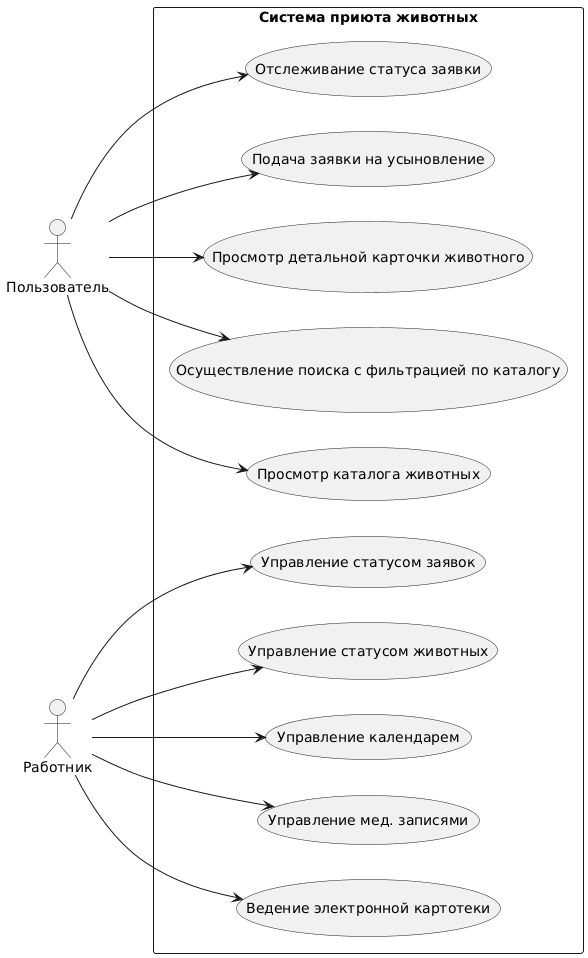 Система приюта животных
Отслеживание статуса заявки
Подача заявки на усыновление
Просмотр детальной карточки животного
Пользователь
Осуществление поиска с фильтрацией по каталогу
Просмотр каталога животных
Управление статусом заявок
Управление статусом животных
Управление календарем
Работник
Управление мед. записями
Ведение электронной картотеки